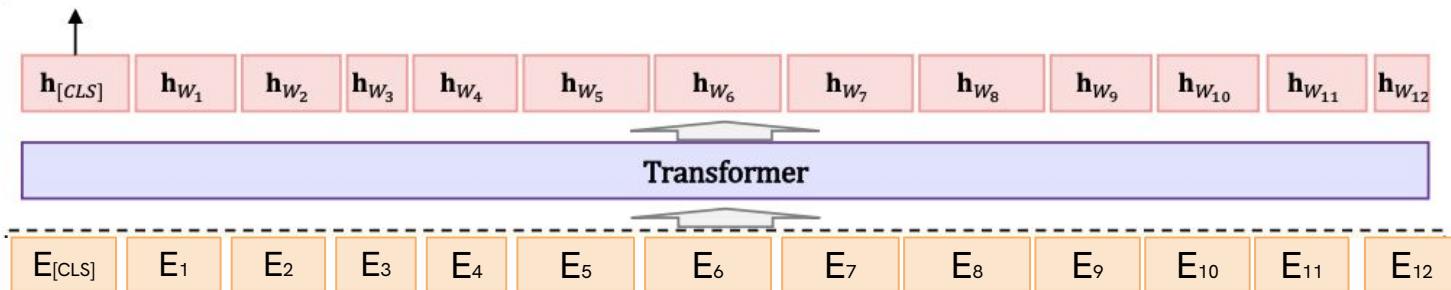 h[CLS] hW1 hW2 hW3 hW4 hW5 hW6 hW7 hW8 hW9 hW10 hW11 hW12
Transformer
E[CLS] E1 E2 E3 E4 E5 E6 E7 E8 E9 E10 E11 E12